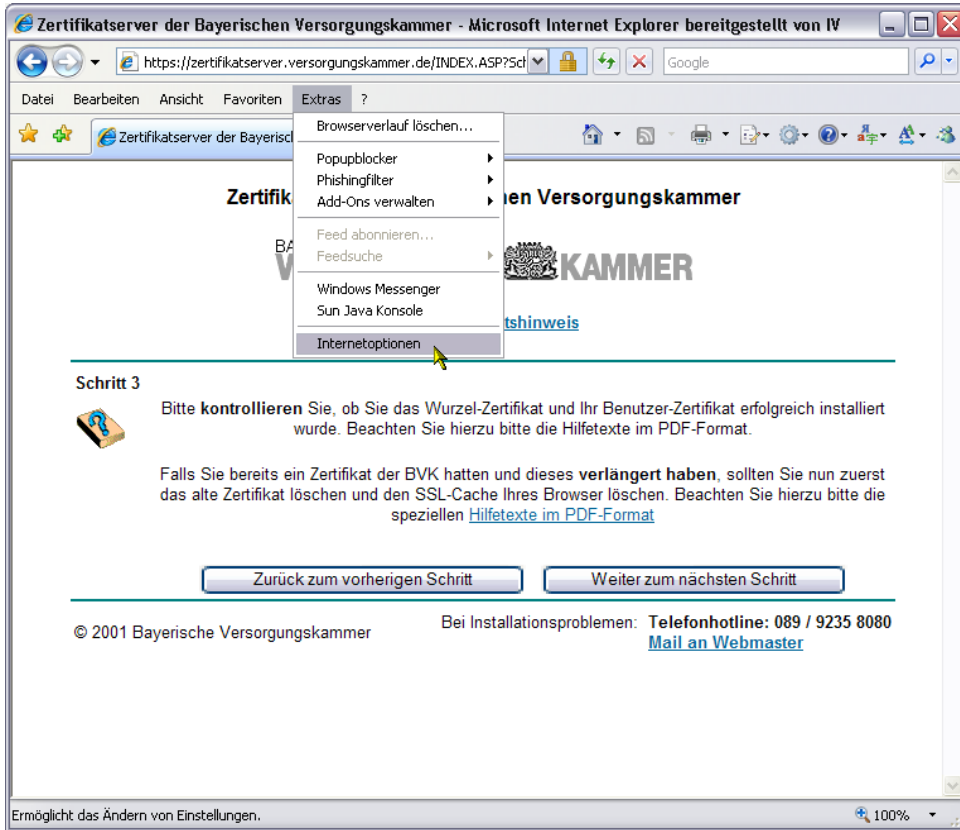 Zertifikatserver der Bayerischen Versorgungskammer - Microsoft Internet Explorer bereitgestellt von IV
https://zertifikatserver.versorgungskammer.de/INDEX.ASP?Sch
Google
Datei Bearbeiten Ansicht Favoriten Extras ?
Zertifikatserver der Bayerisc
Browserverlauf löschen...
Popupblocker
Phishingfilter
Add-Ons verwalten
Feed abonnieren...
Feedsuche
Windows Messenger
Sun Java Konsole
Internetoptionen
Zertifik en Versorgungskammer
BA
V KAMMER
tshinweis
Schritt 3
Bitte kontrollieren Sie, ob Sie das Wurzel-Zertifikat und Ihr Benutzer-Zertifikat erfolgreich installiert
wurde. Beachten Sie hierzu bitte die Hilfetexte im PDF-Format.
Falls Sie bereits ein Zertifikat der BVK hatten und dieses verlängert haben, sollten Sie nun zuerst
das alte Zertifikat löschen und den SSL-Cache Ihres Browser löschen. Beachten Sie hierzu bitte die
speziellen Hilfetexte im PDF-Format
Zurück zum vorherigen Schritt
Weiter zum nächsten Schritt
© 2001 Bayerische Versorgungskammer
Bei Installationsproblemen: Telefonhotline: 089 / 9235 8080
Mail an Webmaster
Ermöglicht das Ändern von Einstellungen.
100%